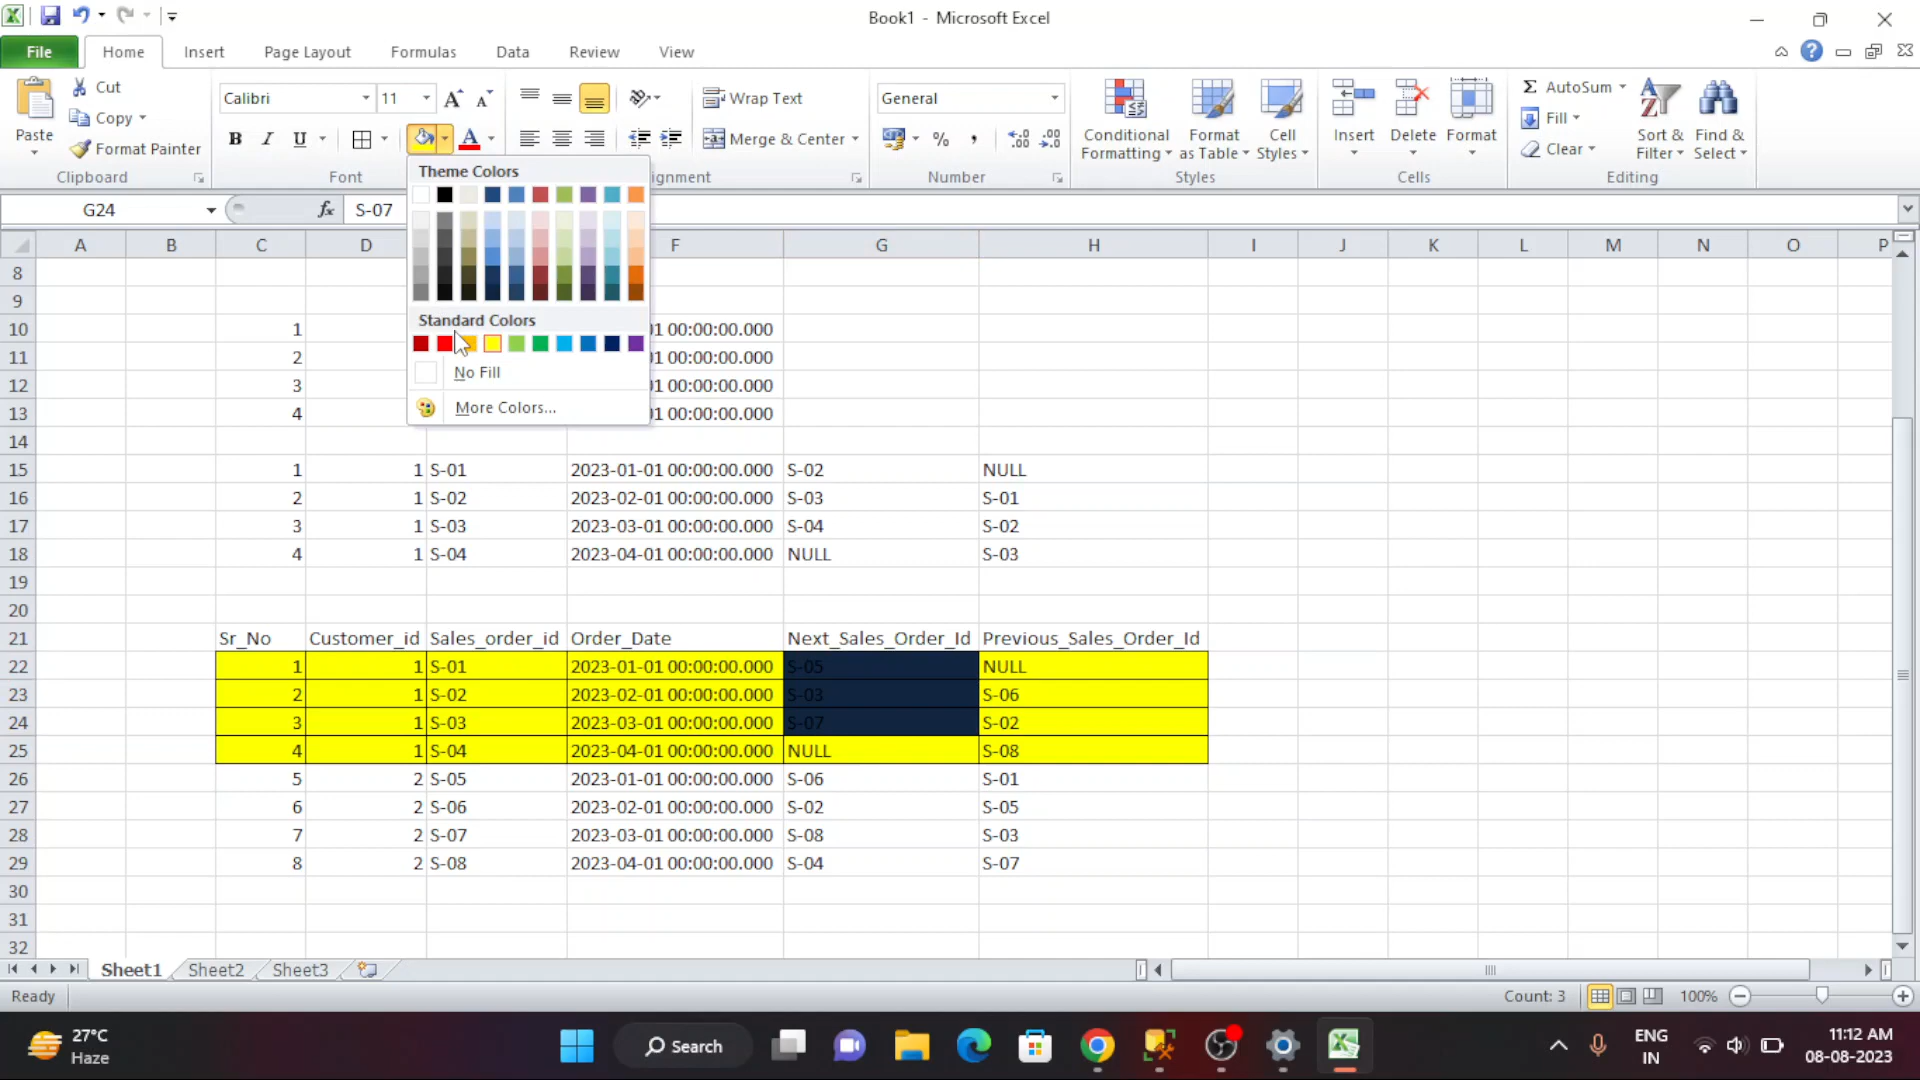 Book1 - Microsoft Excel
File Home Insert Page Layout Formulas Data Review View
Paste
Cut
Copy
Format Painter
Clipboard
Calibri 11
B I U A
Font
Wrap Text
Merge & Center
ignment
General
% ,
Number
Conditional Formatting
Format as Table
Cell Styles
Styles
Insert Delete Format
Cells
Σ AutoSum
Fill
Clear
Sort & Filter
Find & Select
Editing
G24 fx S-07
Theme Colors
Standard Colors
No Fill
More Colors...
A B C D F G H I J K L M N O P
8
9
10 1 01 00:00:00.000
11 2 01 00:00:00.000
12 3 01 00:00:00.000
13 4 01 00:00:00.000
14
15 1 1 S-01 2023-01-01 00:00:00.000 S-02 NULL
16 2 1 S-02 2023-02-01 00:00:00.000 S-03 S-01
17 3 1 S-03 2023-03-01 00:00:00.000 S-04 S-02
18 4 1 S-04 2023-04-01 00:00:00.000 NULL S-03
19
20
21 Sr_No Customer_id Sales_order_id Order_Date Next_Sales_Order_Id Previous_Sales_Order_Id
22 1 1 S-01 2023-01-01 00:00:00.000 S-05 NULL
23 2 1 S-02 2023-02-01 00:00:00.000 S-03 S-06
24 3 1 S-03 2023-03-01 00:00:00.000 S-07 S-02
25 4 1 S-04 2023-04-01 00:00:00.000 NULL S-08
26 5 2 S-05 2023-01-01 00:00:00.000 S-06 S-01
27 6 2 S-06 2023-02-01 00:00:00.000 S-02 S-05
28 7 2 S-07 2023-03-01 00:00:00.000 S-08 S-03
29 8 2 S-08 2023-04-01 00:00:00.000 S-04 S-07
30
31
32
Sheet1 Sheet2 Sheet3
Ready Count: 3 100%
27°C
Haze
Search
ENG
IN
11:12 AM
08-08-2023